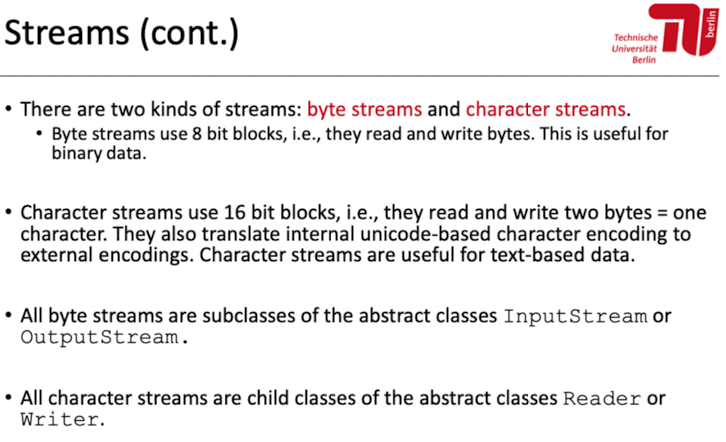 Streams (cont.)
Technische
Universität
Berlin
berlin
• There are two kinds of streams: byte streams and character streams.
• Byte streams use 8 bit blocks, i.e., they read and write bytes. This is useful for
binary data.
• Character streams use 16 bit blocks, i.e., they read and write two bytes = one
character. They also translate internal unicode-based character encoding to
external encodings. Character streams are useful for text-based data.
• All byte streams are subclasses of the abstract classes InputStream or
OutputStream.
• All character streams are child classes of the abstract classes Reader or
Writer.